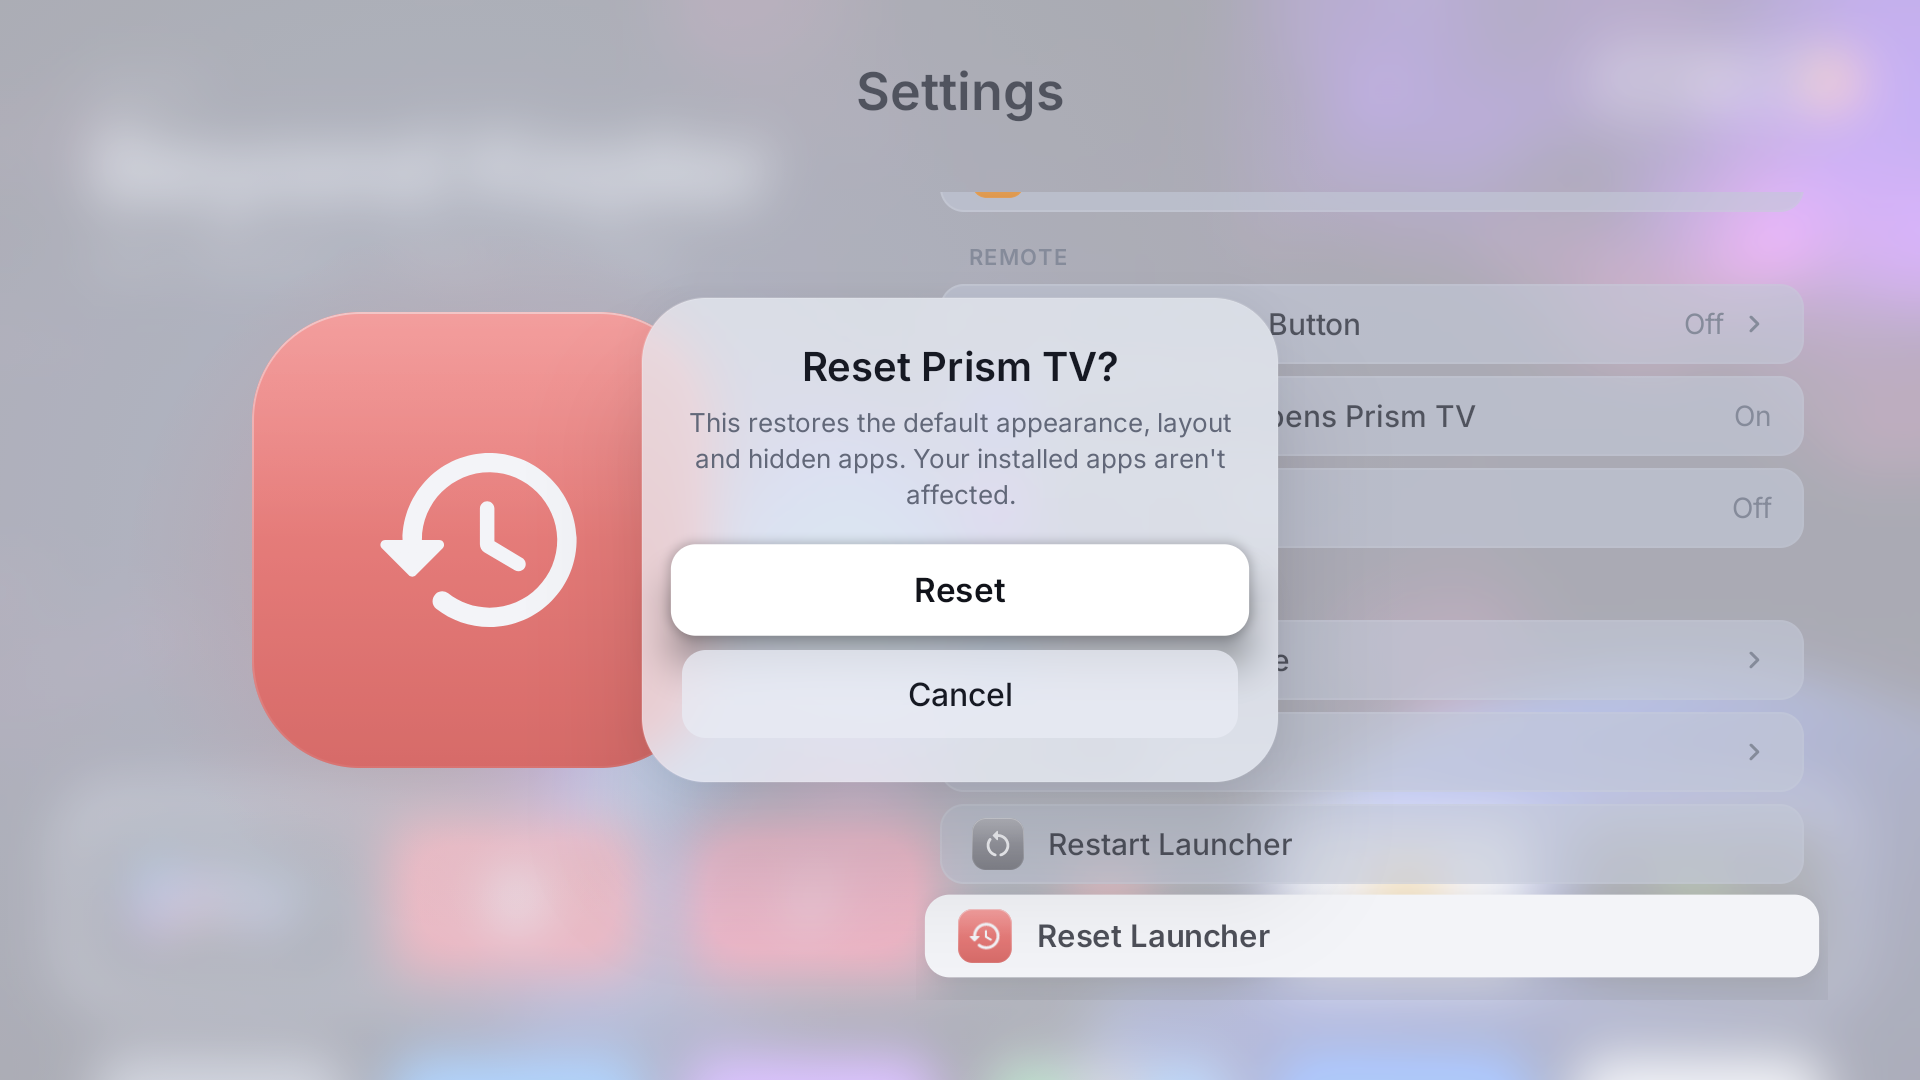 Settings
REMOTE
Button
Off
ens Prism TV
On
Off
Reset Prism TV?
This restores the default appearance, layout
and hidden apps. Your installed apps aren't
affected.
Reset
Cancel
e
Restart Launcher
Reset Launcher